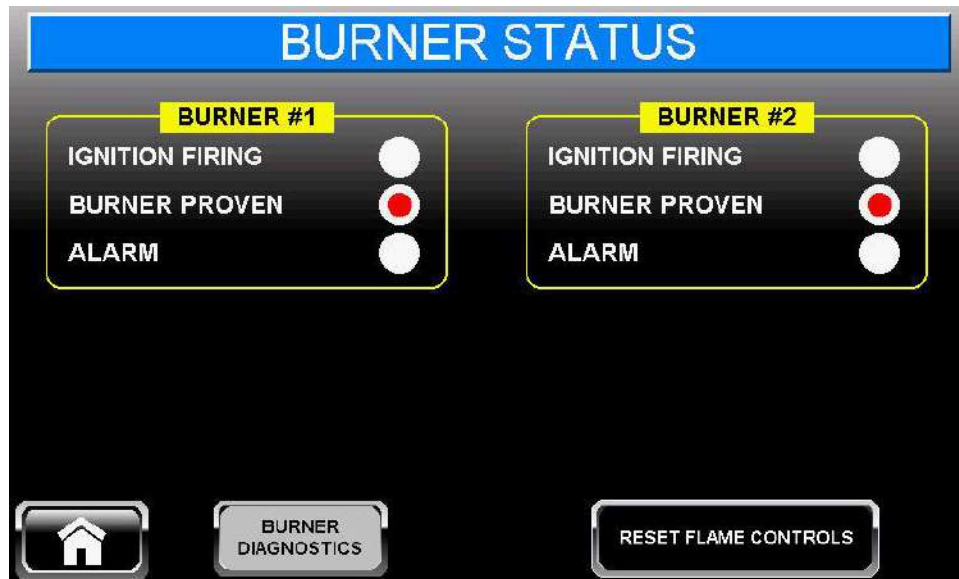 BURNER STATUS
BURNER #1
IGNITION FIRING
BURNER PROVEN
ALARM
BURNER #2
IGNITION FIRING
BURNER PROVEN
ALARM
BURNER
DIAGNOSTICS
RESET FLAME CONTROLS